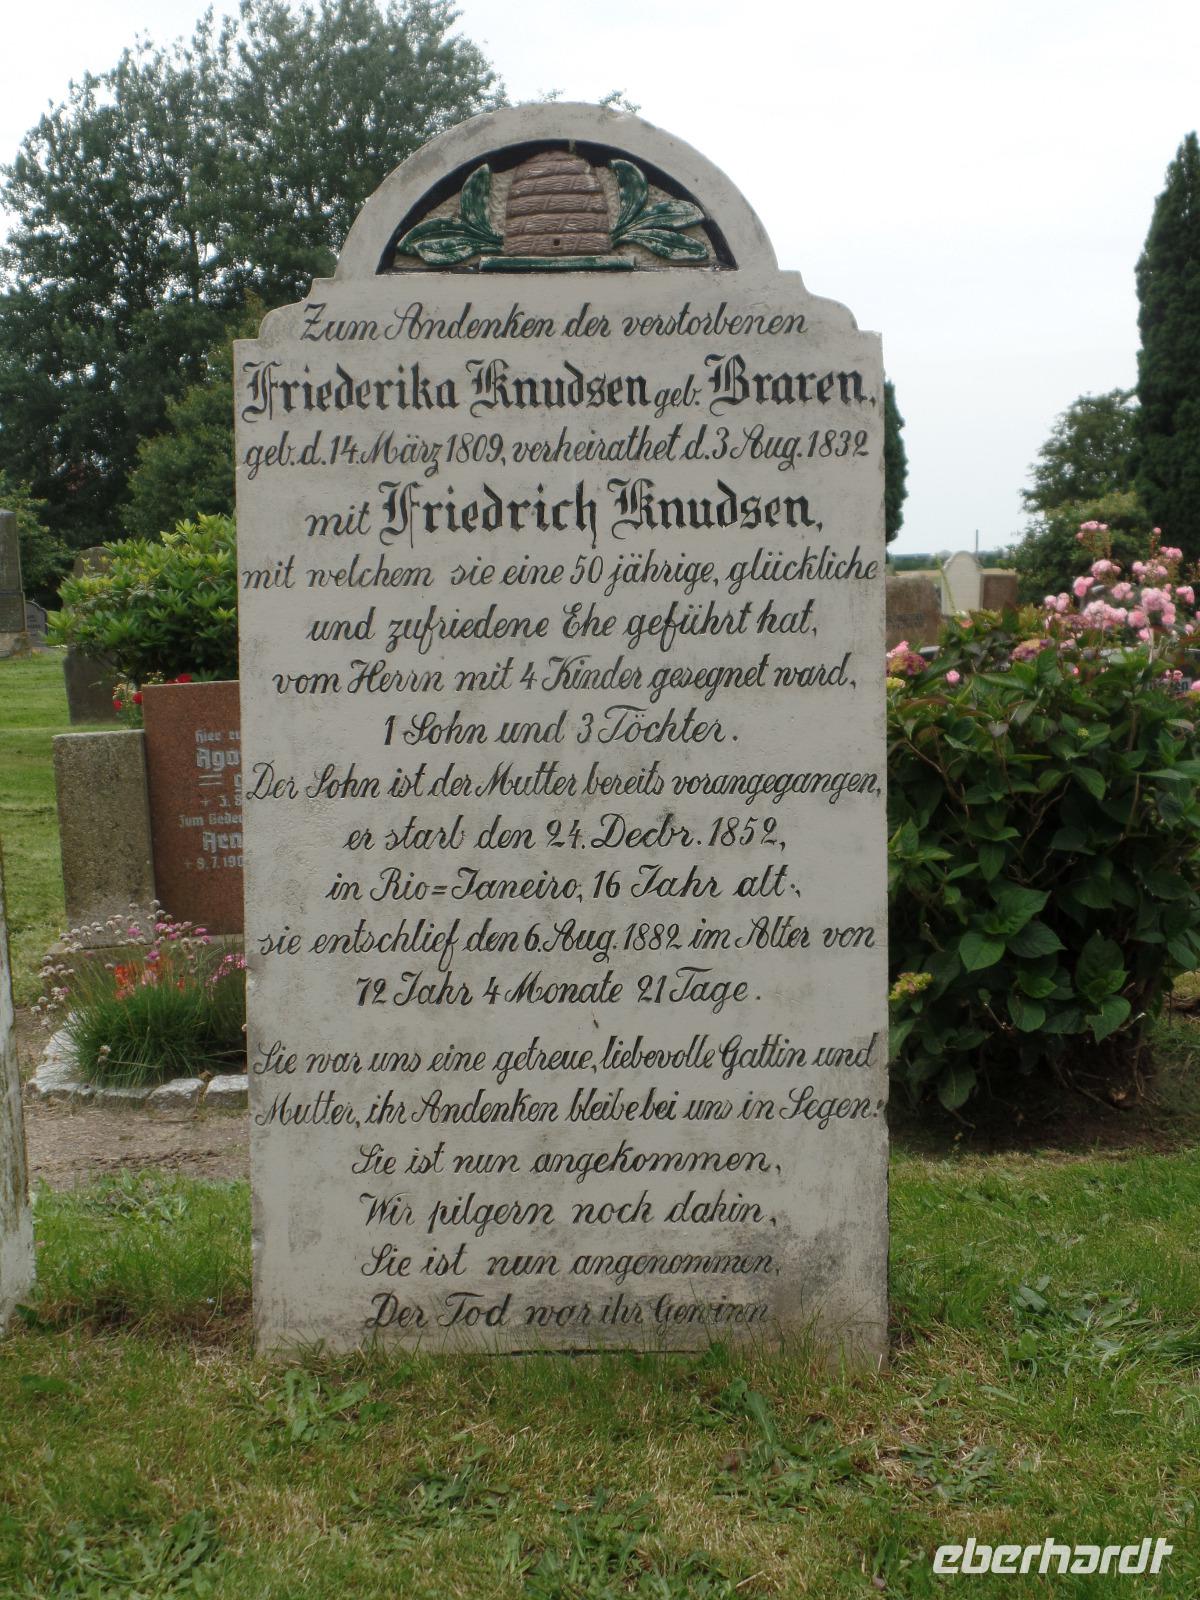 Zum Andenken der verstorbenen
Friederika Knudsen geb. Braren,
geb. d. 14. März 1809, verheirathet d. 3 Aug. 1832
mit Friedrich Knudsen,
mit welchem sie eine 50 jährige, glückliche
und zufriedene Ehe geführt hat,
vom Herrn mit 4 Kinder gesegnet ward,
1 Sohn und 3 Töchter.
Der Sohn ist der Mutter bereits vorangegangen,
er starb den 24. Decbr. 1852,
in Rio=Janeiro, 16 Jahr alt.,
sie entschlief den 6. Aug. 1882 im Alter von
72 Jahr 4 Monate 21 Tage.
Sie war uns eine getreue, liebevolle Gattin und
Mutter, ihr Andenken bleibe bei uns in Segen!
Sie ist nun angekommen,
Wir pilgern noch dahin,
Sie ist nun angenommen,
Der Tod war ihr Gewinn
Hier
Zum
+ 9.7.190
eberhardt